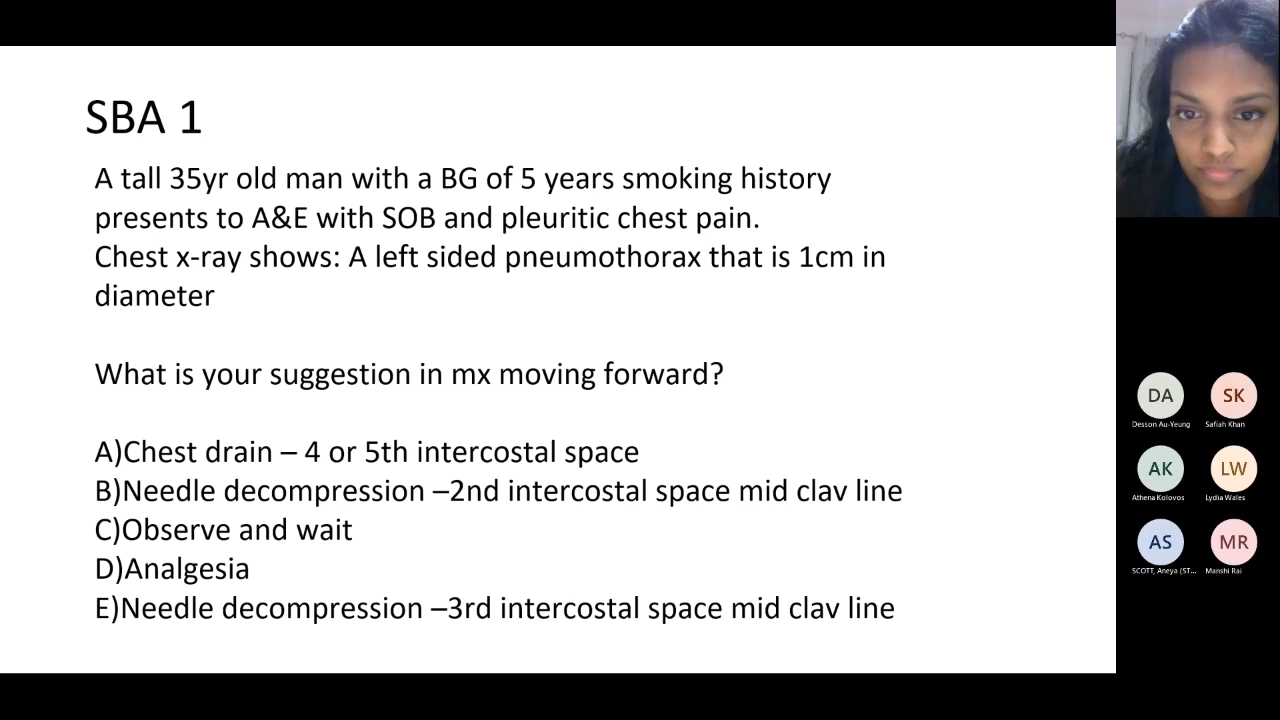 SBA 1
A tall 35yr old man with a BG of 5 years smoking history
presents to A&E with SOB and pleuritic chest pain.
Chest x-ray shows: A left sided pneumothorax that is 1cm in
diameter
What is your suggestion in mx moving forward?
A)Chest drain – 4 or 5th intercostal space
B)Needle decompression –2nd intercostal space mid clav line
C)Observe and wait
D)Analgesia
E)Needle decompression –3rd intercostal space mid clav line
DA
SK
Desson Au-Yeung
Safiah Khan
AK
LW
Athena Kolovos
Lydia Wales
AS
MR
SCOTT, Aneya (ST...
Manshi Rai